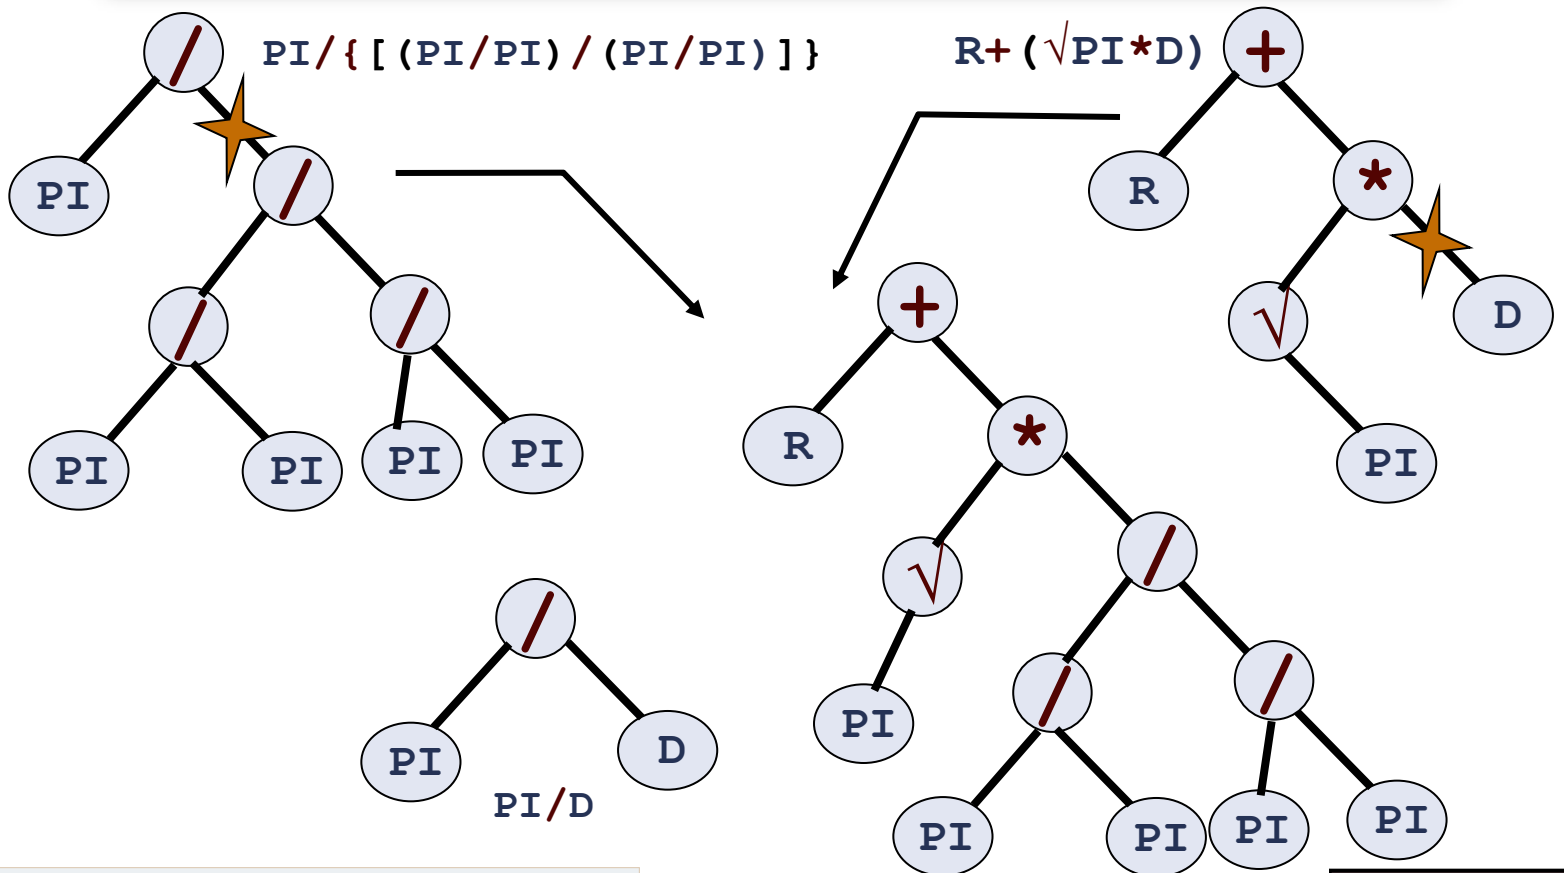 /
PI/{[(PI/PI)/(PI/PI)]}
R+(√PI*D)
+
PI
/
R
*
/
/
√
D
PI
PI
PI
PI
PI
+
R
*
√
/
PI
/
/
PI
PI
PI
PI
/
PI
D
PI/D